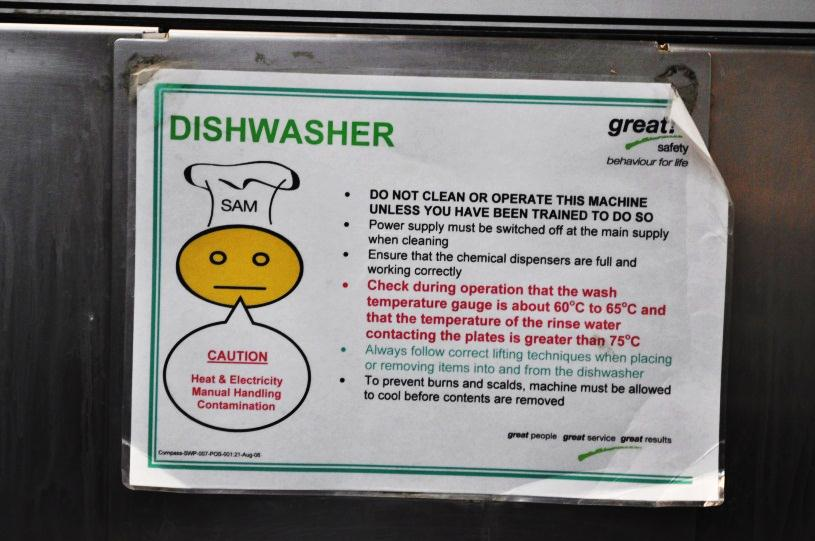 DISHWASHER
great!
safety
behaviour for life
SAM
CAUTION
Heat & Electricity
Manual Handling
Contamination
• DO NOT CLEAN OR OPERATE THIS MACHINE
UNLESS YOU HAVE BEEN TRAINED TO DO SO
• Power supply must be switched off at the main supply
when cleaning
• Ensure that the chemical dispensers are full and
working correctly
• Check during operation that the wash
temperature gauge is about 60°C to 65°C and
that the temperature of the rinse water
contacting the plates is greater than 75°C
• Always follow correct lifting techniques when placing
or removing items into and from the dishwasher
• To prevent burns and scalds, machine must be allowed
to cool before contents are removed
great people great service great results
Compass-SWP-007-POS-001:21-Aug-06